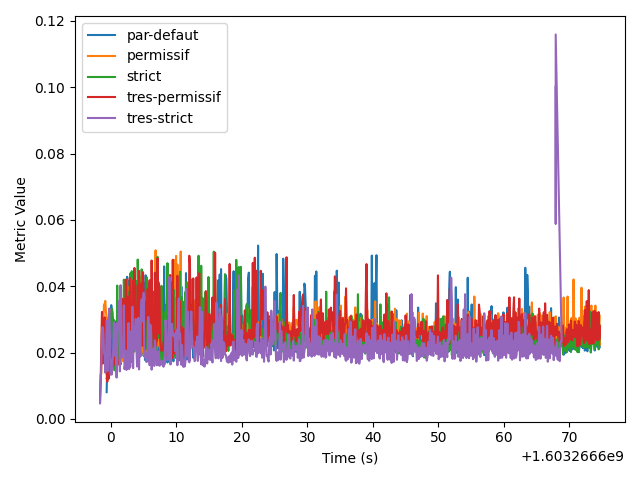 0.12
0.10
0.08
0.06
0.04
0.02
0.00
Metric Value
par-defaut
permissif
strict
tres-permissif
tres-strict
0 10 20 30 40 50 60 70
Time (s)
+1.6032666e9